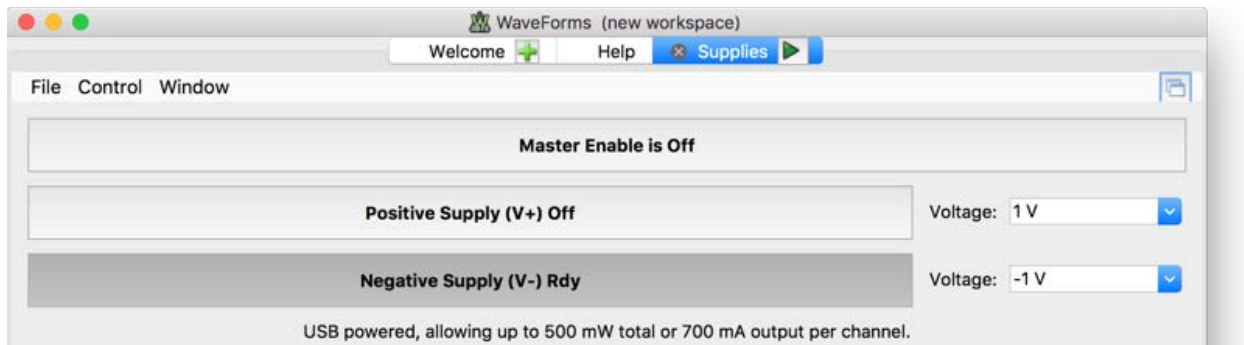 WaveForms (new workspace)
Welcome Help Supplies
File Control Window
Master Enable is Off
Positive Supply (V+) Off Voltage: 1 V
Negative Supply (V-) Rdy Voltage: -1 V
USB powered, allowing up to 500 mW total or 700 mA output per channel.